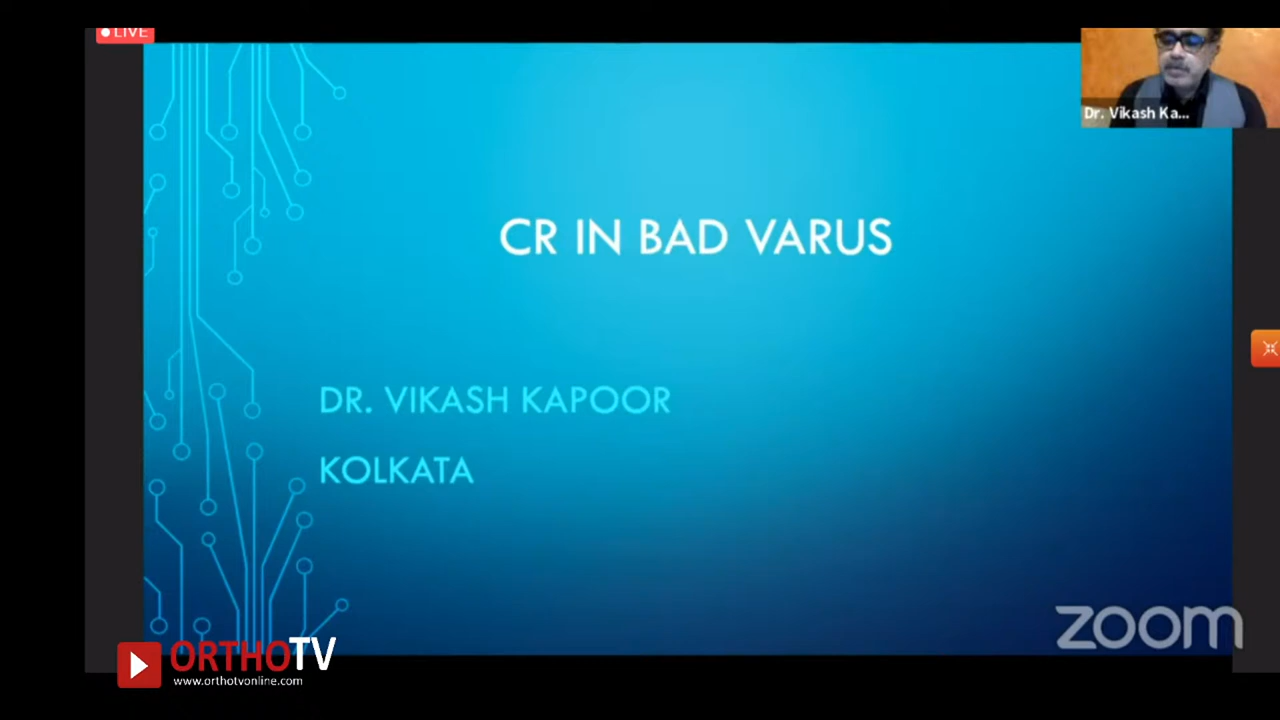 LIVE
Dr. Vikash Ka...
CR IN BAD VARUS
DR. VIKASH KAPOOR
KOLKATA
zoom
ORTHOTV
www.orthotvonline.com